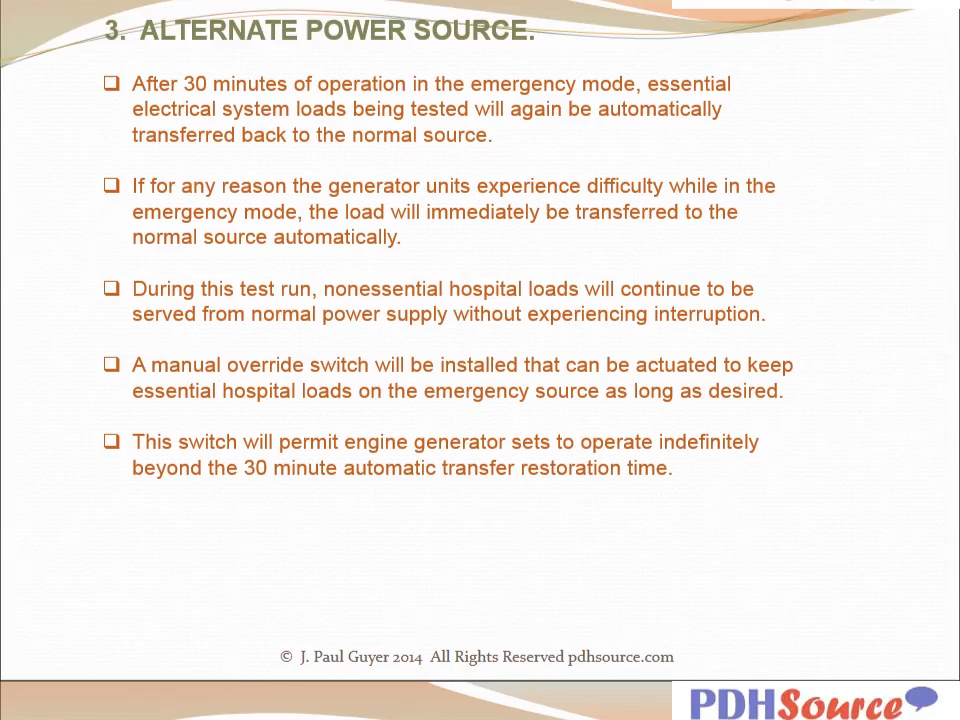 3. ALTERNATE POWER SOURCE.
❑ After 30 minutes of operation in the emergency mode, essential
electrical system loads being tested will again be automatically
transferred back to the normal source.
❑ If for any reason the generator units experience difficulty while in the
emergency mode, the load will immediately be transferred to the
normal source automatically.
❑ During this test run, nonessential hospital loads will continue to be
served from normal power supply without experiencing interruption.
❑ A manual override switch will be installed that can be actuated to keep
essential hospital loads on the emergency source as long as desired.
❑ This switch will permit engine generator sets to operate indefinitely
beyond the 30 minute automatic transfer restoration time.
© J. Paul Guyer 2014 All Rights Reserved pdhsource.com
PDHSource